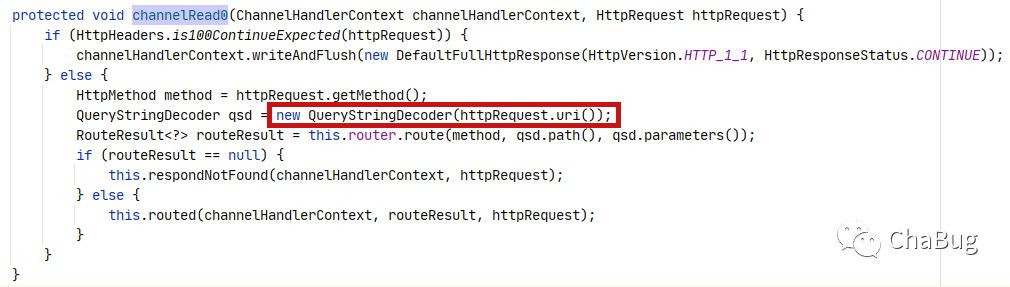 protected void channelRead0(ChannelHandlerContext channelHandlerContext, HttpRequest httpRequest) {
    if (HttpHeaders.is100ContinueExpected(httpRequest)) {
        channelHandlerContext.writeAndFlush(new DefaultFullHttpResponse(HttpVersion.HTTP_1_1, HttpResponseStatus.CONTINUE));
    } else {
        HttpMethod method = httpRequest.getMethod();
        QueryStringDecoder qsd = new QueryStringDecoder(httpRequest.uri());
        RouteResult<?> routeResult = this.router.route(method, qsd.path(), qsd.parameters());
        if (routeResult == null) {
            this.respondNotFound(channelHandlerContext, httpRequest);
        } else {
            this.routed(channelHandlerContext, routeResult, httpRequest);
        }
    }
}
ChaBug